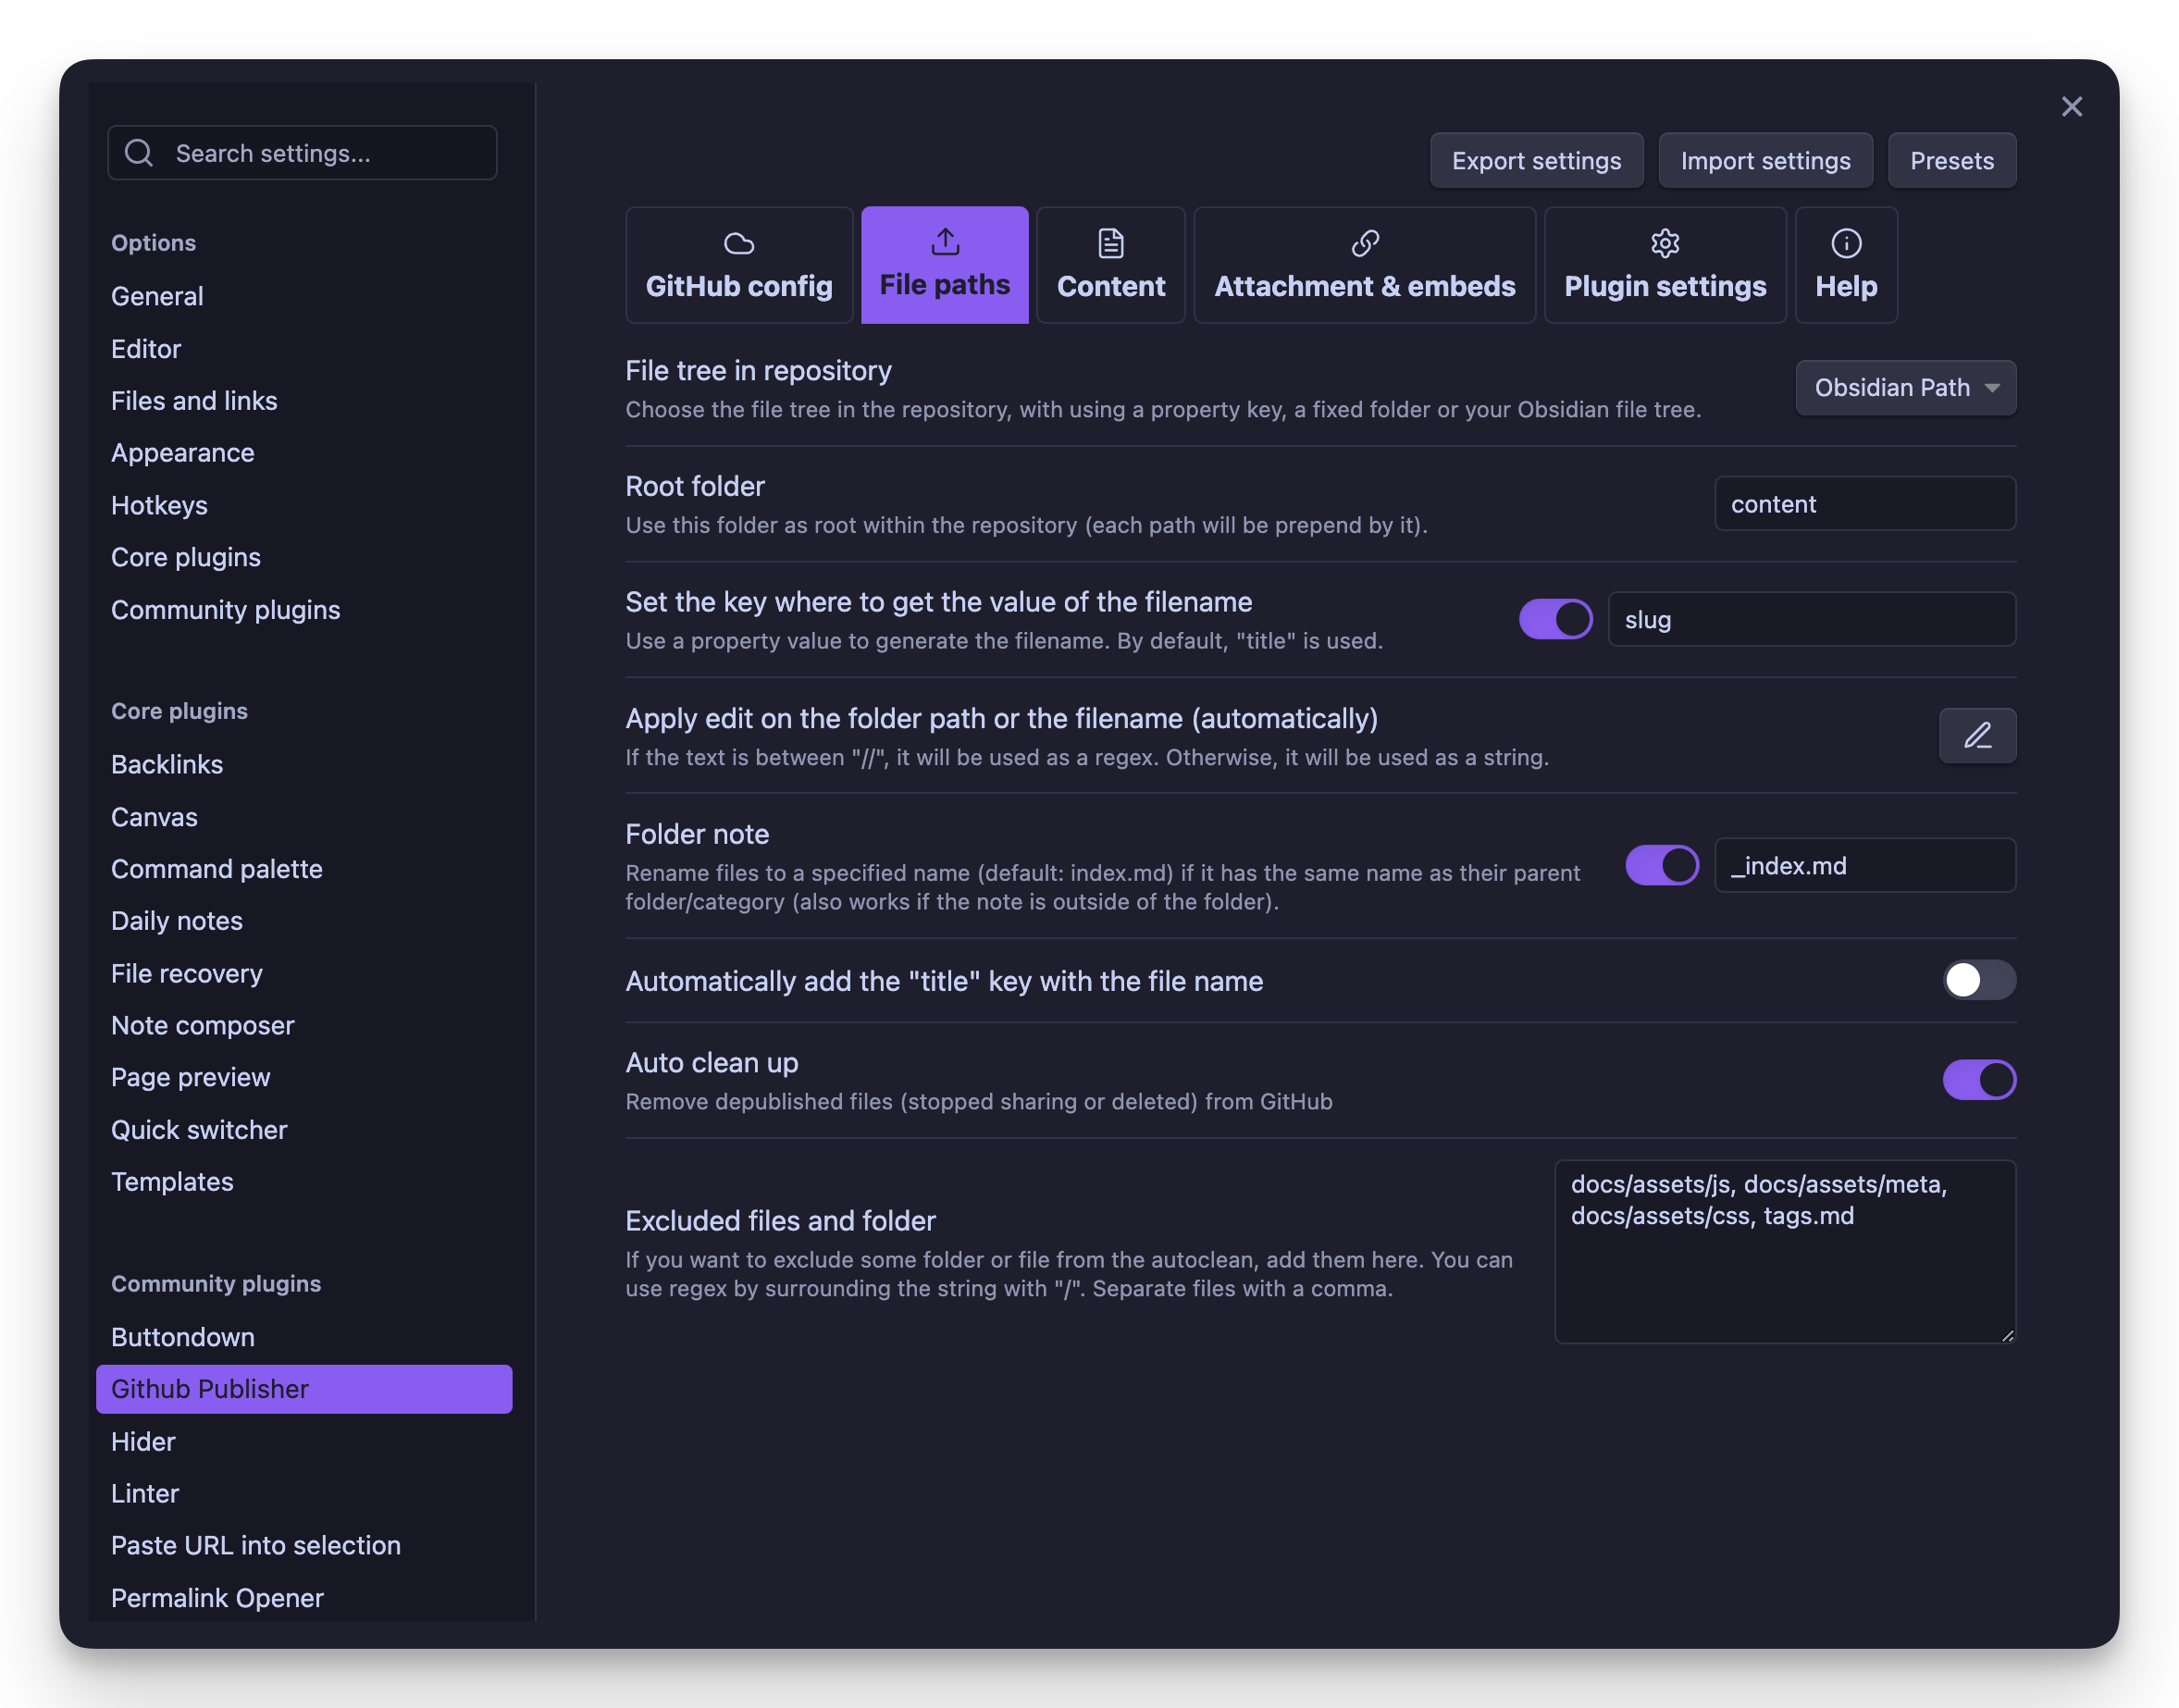 Search settings...
Options
General
Editor
Files and links
Appearance
Hotkeys
Core plugins
Community plugins
Core plugins
Backlinks
Canvas
Command palette
Daily notes
File recovery
Note composer
Page preview
Quick switcher
Templates
Community plugins
Buttondown
Github Publisher
Hider
Linter
Paste URL into selection
Permalink Opener
Export settings
Import settings
Presets
GitHub config
File paths
Content
Attachment & embeds
Plugin settings
Help
File tree in repository
Choose the file tree in the repository, with using a property key, a fixed folder or your Obsidian file tree.
Obsidian Path
Root folder
Use this folder as root within the repository (each path will be prepend by it).
content
Set the key where to get the value of the filename
Use a property value to generate the filename. By default, "title" is used.
slug
Apply edit on the folder path or the filename (automatically)
If the text is between "//", it will be used as a regex. Otherwise, it will be used as a string.
Folder note
Rename files to a specified name (default: index.md) if it has the same name as their parent
folder/category (also works if the note is outside of the folder).
_index.md
Automatically add the "title" key with the file name
Auto clean up
Remove depublished files (stopped sharing or deleted) from GitHub
Excluded files and folder
If you want to exclude some folder or file from the autoclean, add them here. You can
use regex by surrounding the string with "/". Separate files with a comma.
docs/assets/js, docs/assets/meta,
docs/assets/css, tags.md